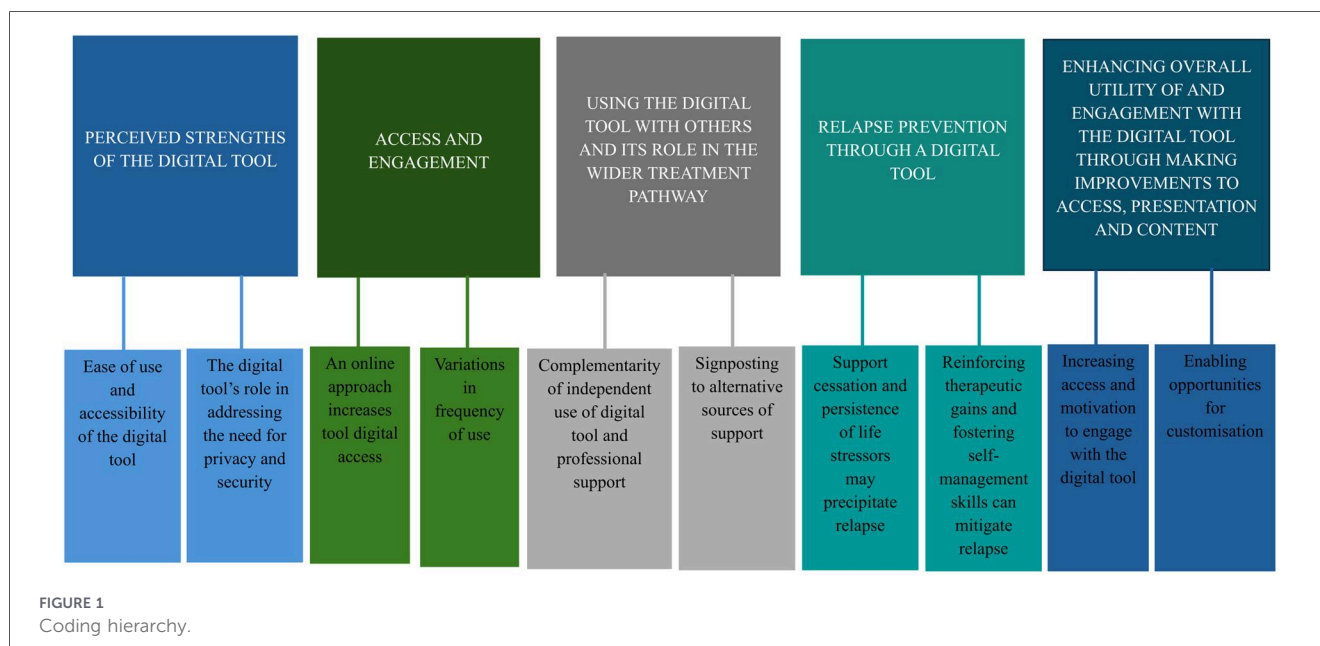 PERCEIVED STRENGTHS
OF THE DIGITAL TOOL
ACCESS AND
ENGAGEMENT
USING THE DIGITAL
TOOL WITH OTHERS
AND ITS ROLE IN THE
WIDER TREATMENT
PATHWAY
RELAPSE PREVENTION
THROUGH A DIGITAL
TOOL
ENHANCING OVERALL
UTILITY OF AND
ENGAGEMENT WITH
THE DIGITAL TOOL
THROUGH MAKING
IMPROVEMENTS TO
ACCESS, PRESENTATION
AND CONTENT
Ease of use
and
accessibility
of the digital
tool
The digital
tool’s role in
addressing
the need for
privacy and
security
An online
approach
increases
tool digital
access
Variations
in
frequency
of use
Complementarity
of independent
use of digital
tool and
professional
support
Signposting
to alternative
sources of
support
Support
cessation and
persistence
of life
stressors
may
precipitate
relapse
Reinforcing
therapeutic
gains and
fostering
self-
management
skills can
mitigate
relapse
Increasing
access and
motivation
to engage
with the
digital tool
Enabling
opportunities
for
customisation
FIGURE 1
Coding hierarchy.